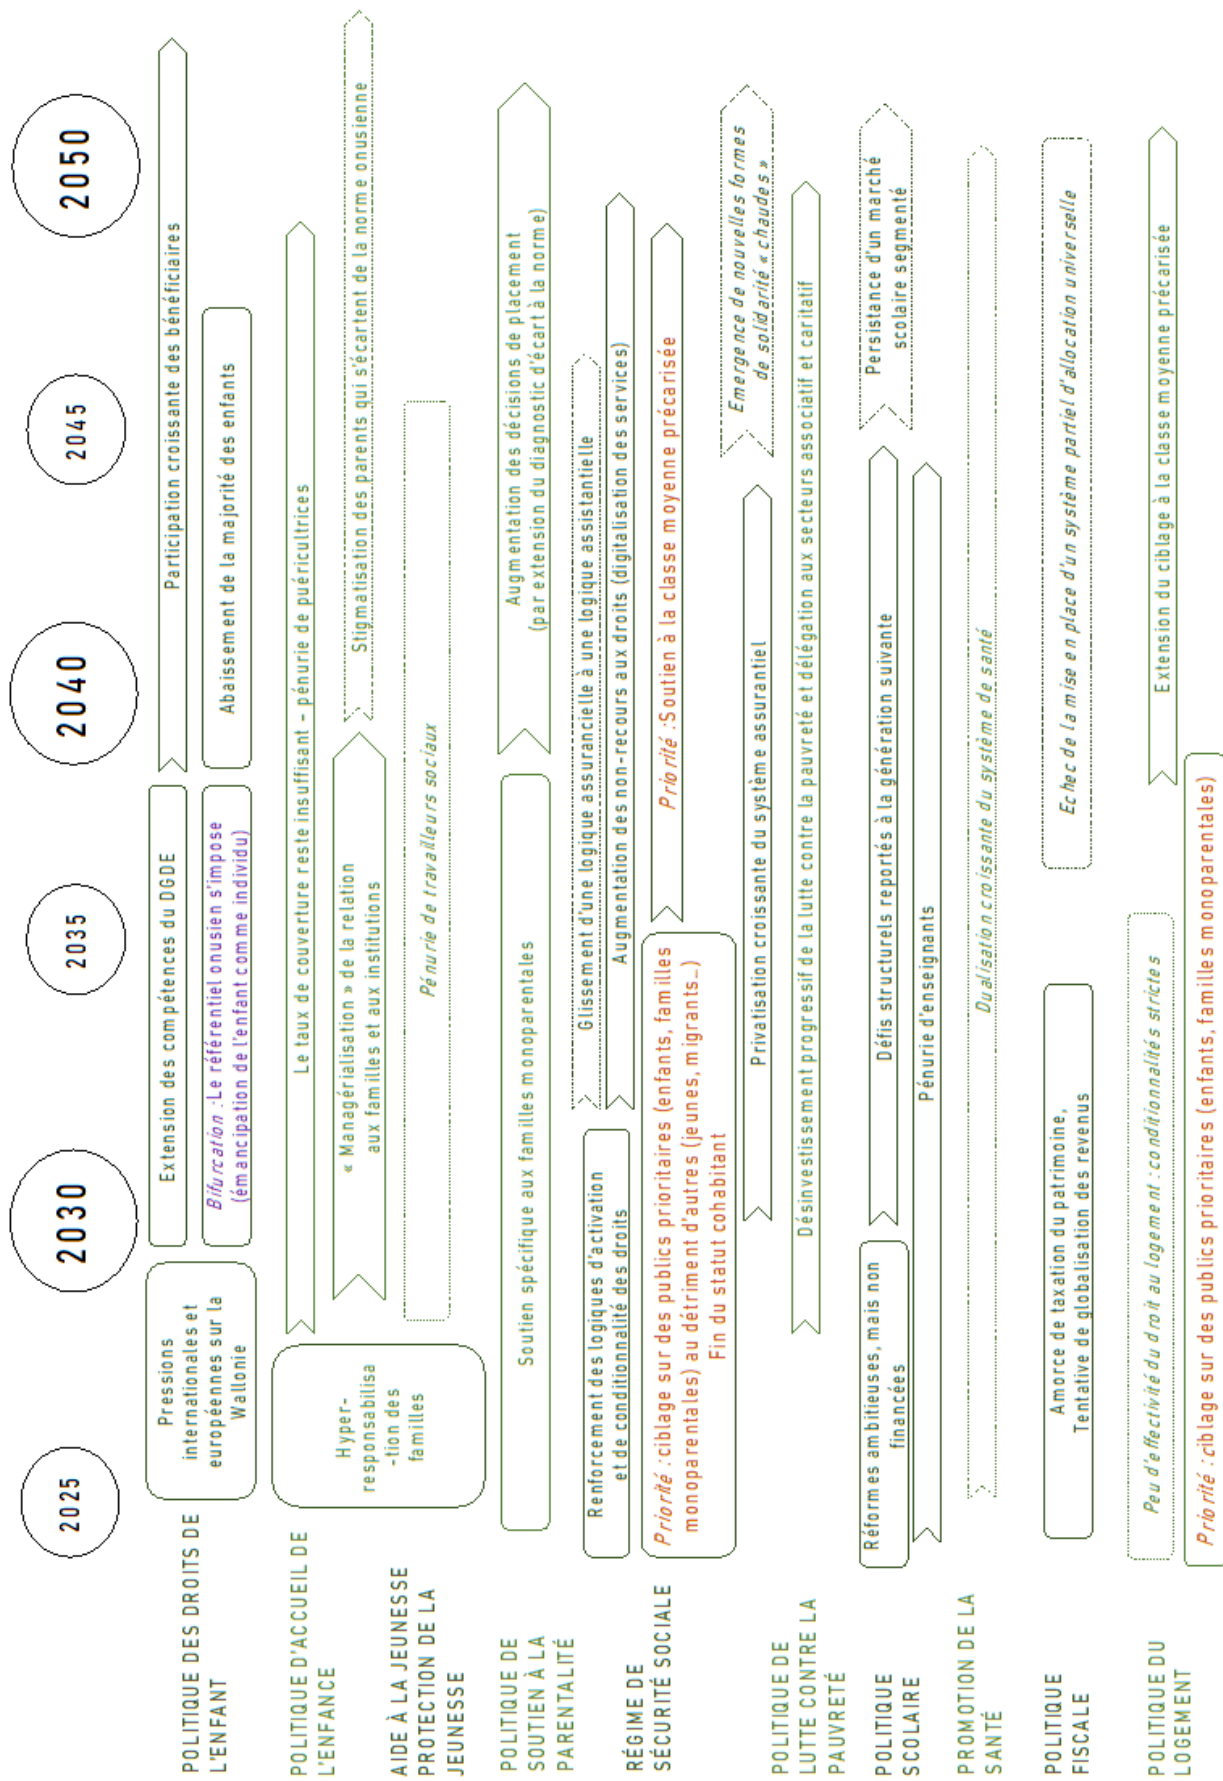 2025
2030
2035
2040
2045
2050
POLITIQUE DES DROITS DE
L'ENFANT
Pressions
internationales et
européennes sur la
Wallonie
Extension des compétences du DGDE
Participation croissante des bénéficiaires
Bifurcation : Le référentiel onusien s'impose
(émancipation de l'enfant comme individu)
Abaissement de la majorité des enfants
POLITIQUE D'ACCUEIL DE
L'ENFANCE
Le taux de couverture reste insuffisant – pénurie de puéricultrices
Hyper-
responsabilisa
-tion des
familles
AIDE À LA JEUNESSE
PROTECTION DE LA
JEUNESSE
« Managérialisation » de la relation
aux familles et aux institutions
Stigmatisation des parents qui s'écartent de la norme onusienne
Pénurie de travailleurs sociaux
POLITIQUE DE
SOUTIEN À LA
PARENTALITÉ
Soutien spécifique aux familles monoparentales
Augmentation des décisions de placement
(par extension du diagnostic d'écart à la norme)
RÉGIME DE
SÉCURITÉ SOCIALE
Renforcement des logiques d'activation
et de conditionnalité des droits
Glissement d'une logique assurancielle à une logique assistantielle
Augmentation des non-recours aux droits (digitalisation des services)
Priorité : ciblage sur des publics prioritaires (enfants, familles
monoparentales) au détriment d'autres (jeunes, migrants…)
Fin du statut cohabitant
Priorité : Soutien à la classe moyenne précarisée
Privatisation croissante du système assurantiel
Emergence de nouvelles formes
de solidarité « chaudes »
POLITIQUE DE
LUTTE CONTRE LA
PAUVRETÉ
Désinvestissement progressif de la lutte contre la pauvreté et délégation aux secteurs associatif et caritatif
POLITIQUE
SCOLAIRE
Réformes ambitieuses, mais non
financées
Défis structurels reportés à la génération suivante
Persistance d'un marché
scolaire segmenté
Pénurie d'enseignants
PROMOTION DE LA
SANTÉ
Dualisation croissante du système de santé
POLITIQUE
FISCALE
Amorce de taxation du patrimoine,
Tentative de globalisation des revenus
Echec de la mise en place d'un système partiel d'allocation universelle
POLITIQUE DU
LOGEMENT
Peu d'effectivité du droit au logement : conditionnalités strictes
Extension du ciblage à la classe moyenne précarisée
Priorité : ciblage sur des publics prioritaires (enfants, familles monoparentales)